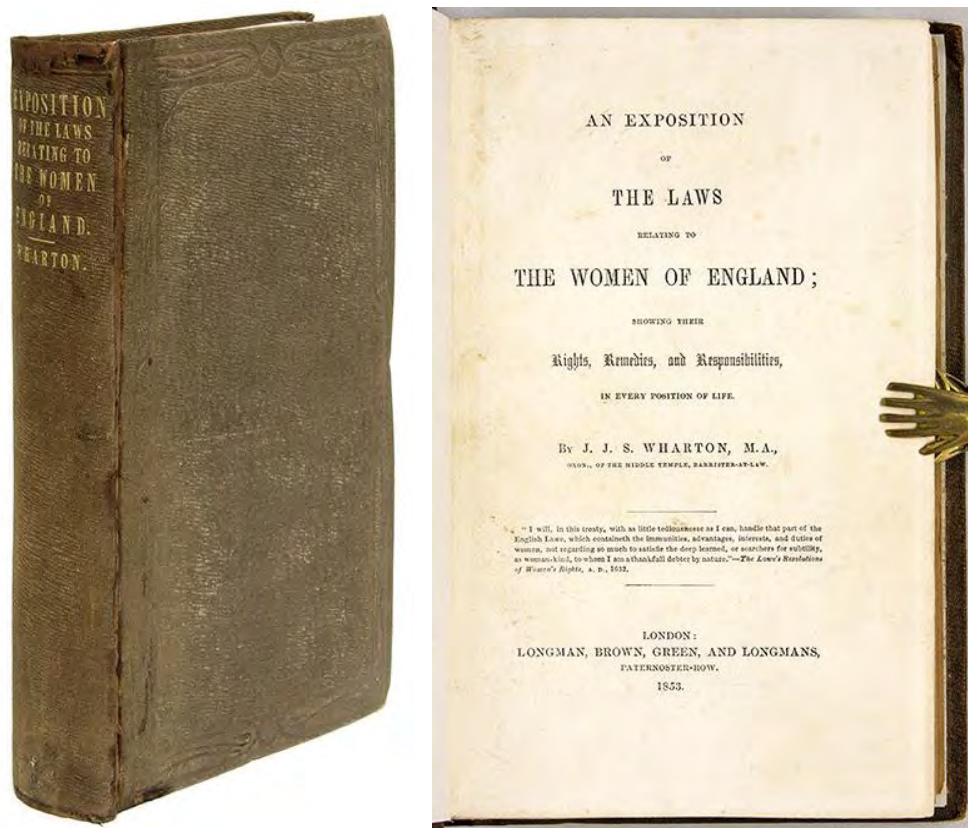 EXPOSITION
OF THE LAWS
RELATING TO
THE WOMEN
OF
ENGLAND.
WHARTON.
AN EXPOSITION
OF
THE LAWS
RELATING TO
THE WOMEN OF ENGLAND;
SHOWING THEIR
Rights, Remedies, and Responsibilities,
IN EVERY POSITION OF LIFE.
BY J. J. S. WHARTON, M.A.,
OXON., OF THE MIDDLE TEMPLE, BARRISTER-AT-LAW.
"I will, in this treaty, with as little tediousnesse as I can, handle that part of the
English Lawe, which containeth the immunities, advantages, interests, and duties of
women, not regarding so much to satisfie the deep learned, or searchers for subtility,
as woman-kind, to whom I am a thankfull debter by nature."—The Lawe's Resolutions
of Women's Rights, A. D., 1632.
LONDON:
LONGMAN, BROWN, GREEN, AND LONGMANS,
PATERNOSTER-ROW.
1853.